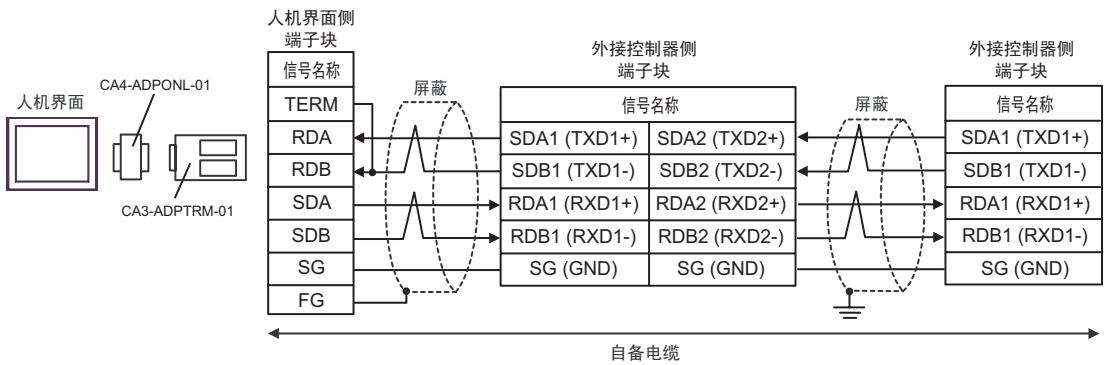 人机界面
CA4-ADPONL-01
CA3-ADPTRM-01
人机界面侧
端子块
信号名称
TERM
RDA
RDB
SDA
SDB
SG
FG
屏蔽
外接控制器侧
端子块
信号名称
SDA1 (TXD1+) SDA2 (TXD2+)
SDB1 (TXD1-) SDB2 (TXD2-)
RDA1 (RXD1+) RDA2 (RXD2+)
RDB1 (RXD1-) RDB2 (RXD2-)
SG (GND) SG (GND)
屏蔽
外接控制器侧
端子块
信号名称
SDA1 (TXD1+)
SDB1 (TXD1-)
RDA1 (RXD1+)
RDB1 (RXD1-)
SG (GND)
自备电缆